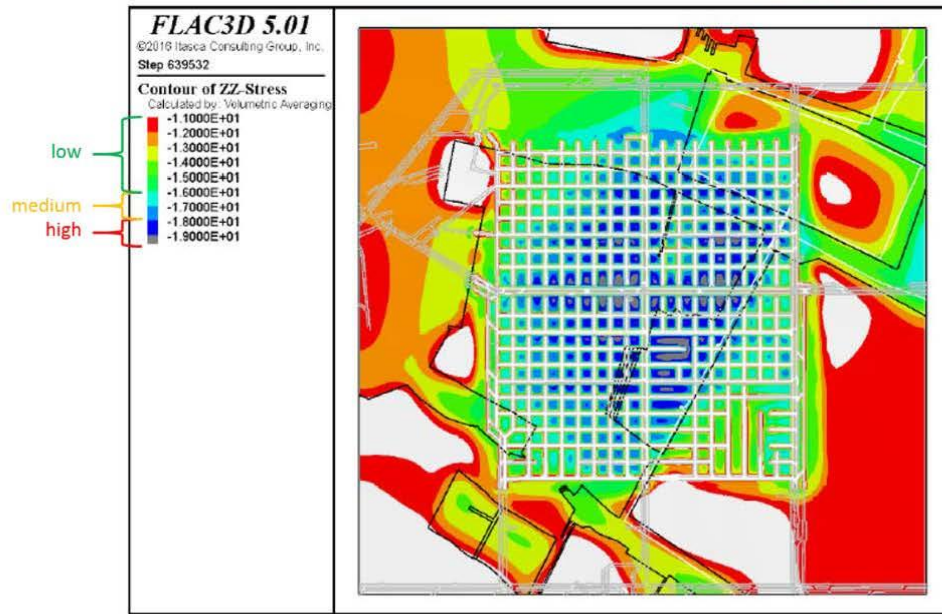 FLAC3D 5.01
©2016 Itasca Consulting Group, Inc.
Step 639532
Contour of ZZ-Stress
Calculated by: Volumetric Averaging
-1.1000E+01
-1.2000E+01
-1.3000E+01
-1.4000E+01
-1.5000E+01
-1.6000E+01
-1.7000E+01
-1.8000E+01
-1.9000E+01
low
medium
high